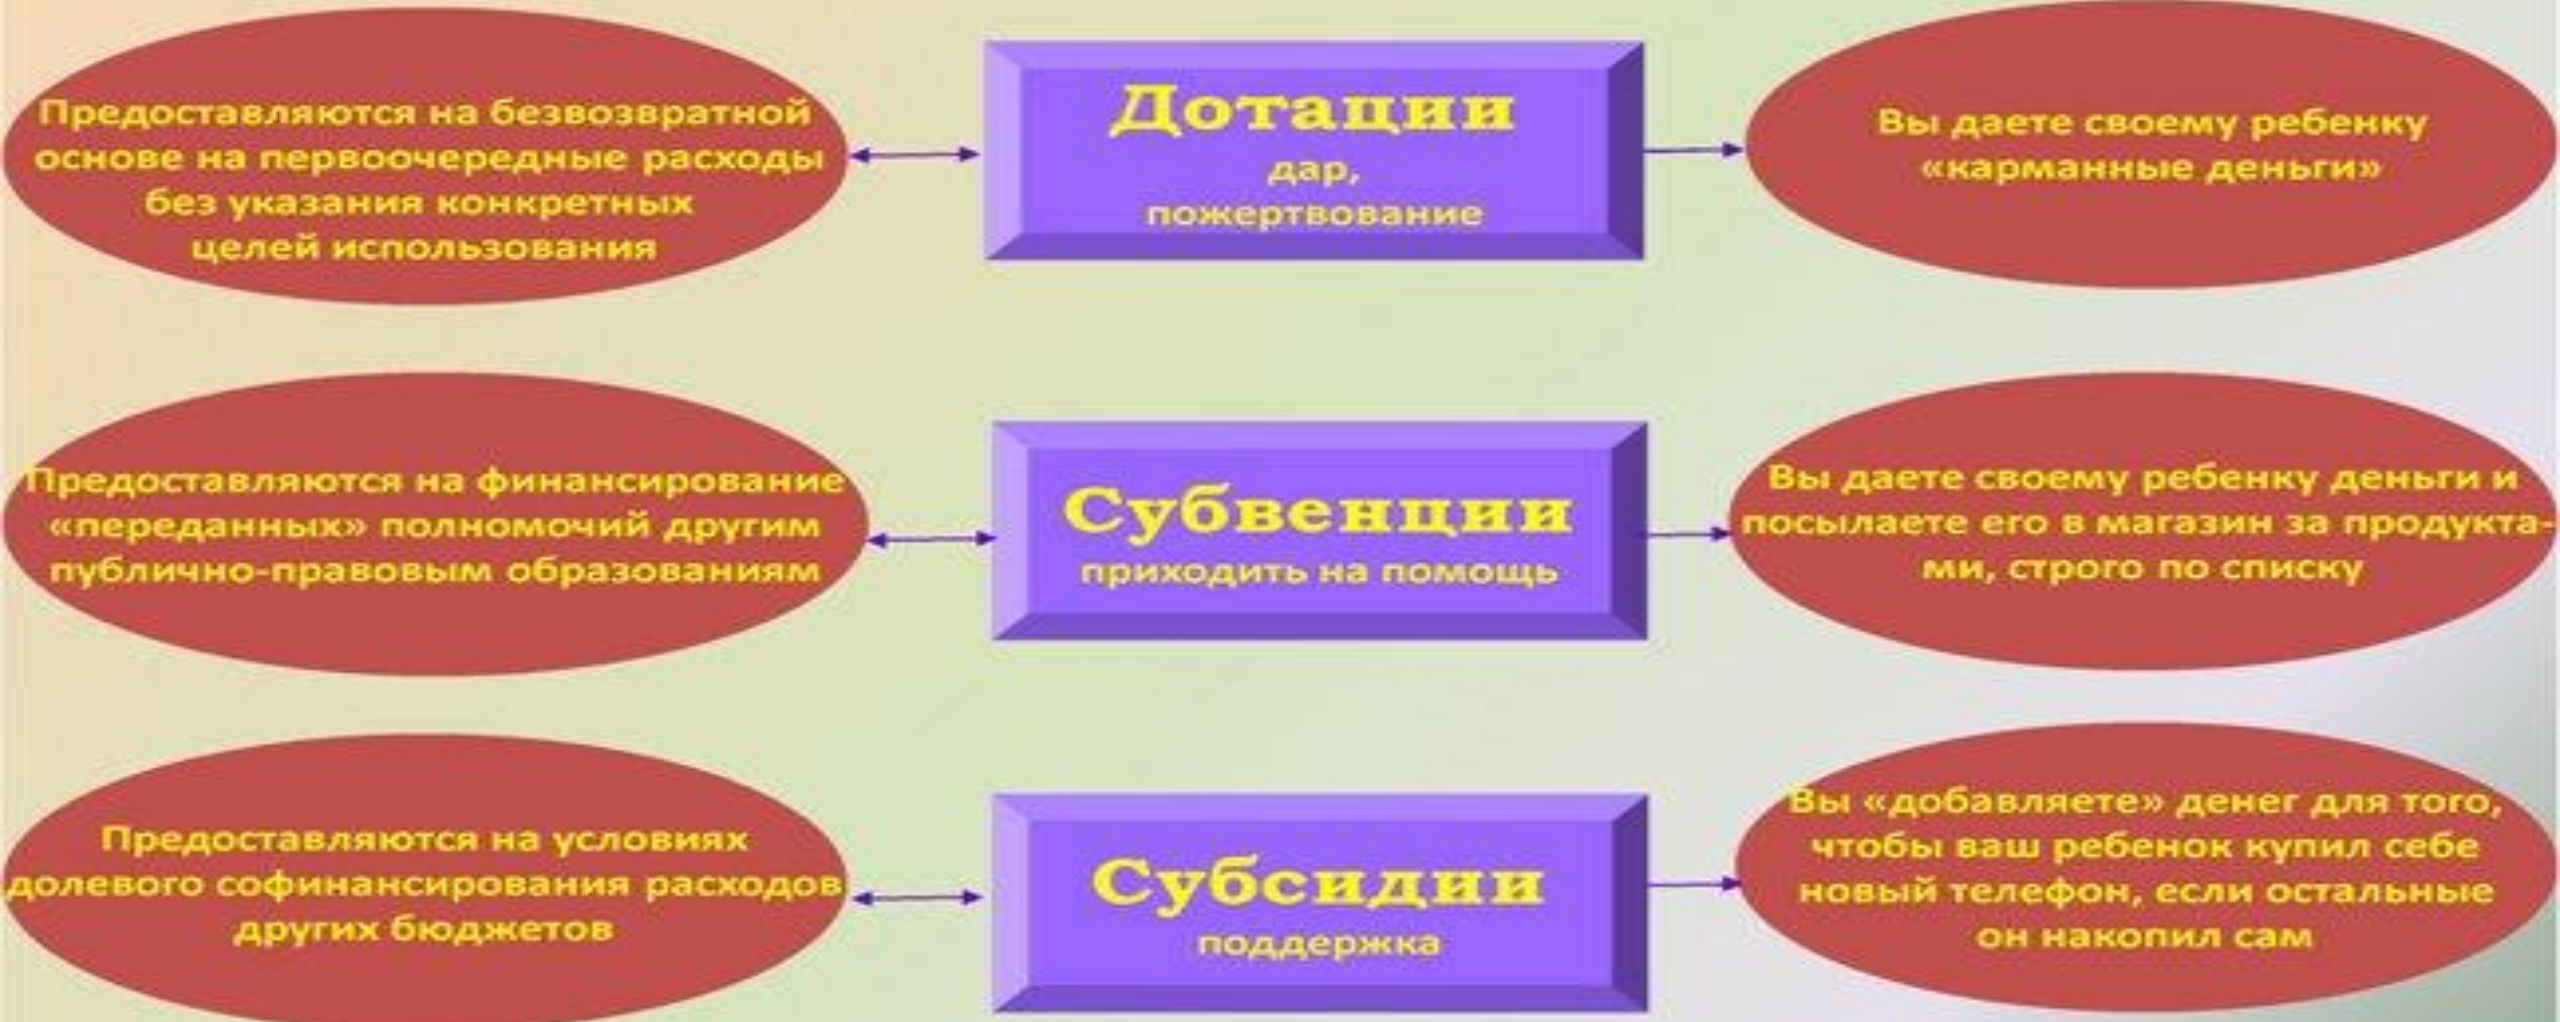 Предоставляются на безвозвратной
основе на первоочередные расходы
без указания конкретных
целей использования
Дотации
дар,
пожертвование
Вы даете своему ребенку
«карманные деньги»
Предоставляются на финансирование
«переданных» полномочий другим
публично-правовым образованиям
Субвенции
приходить на помощь
Вы даете своему ребенку деньги и
посылаете его в магазин за продукта-
ми, строго по списку
Предоставляются на условиях
долевого софинансирования расходов
других бюджетов
Субсидии
поддержка
Вы «добавляете» денег для того,
чтобы ваш ребенок купил себе
новый телефон, если остальные
он накопил сам